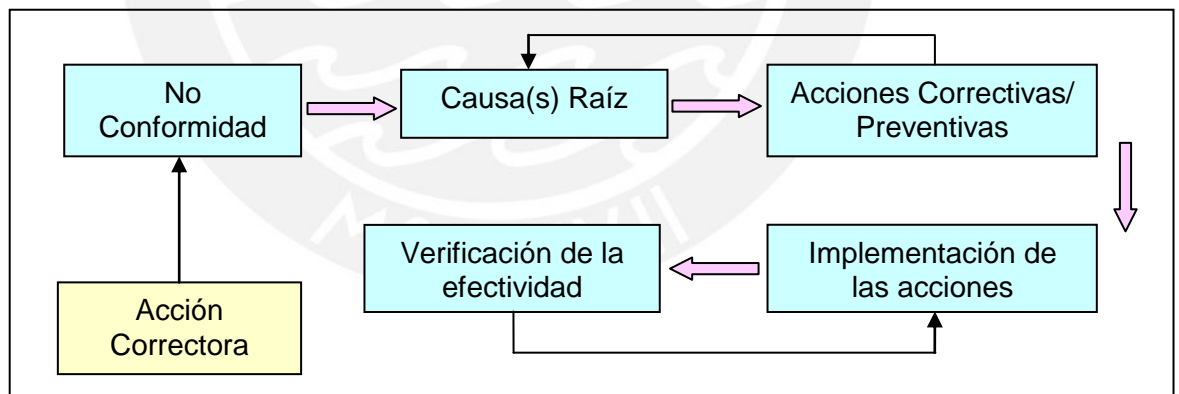 No
Conformidad
Causa(s) Raíz
Acciones Correctivas/
Preventivas
Verificación de la
efectividad
Implementación de
las acciones
Acción
Correctora